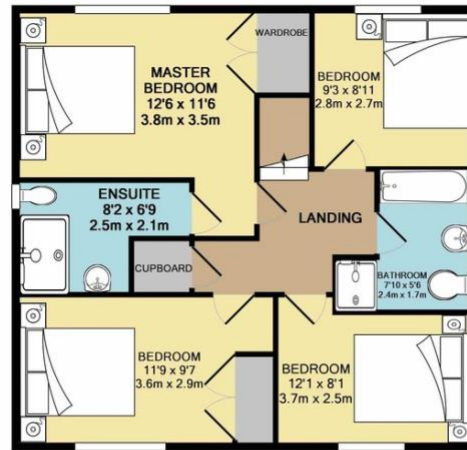 WARDROBE
MASTER
BEDROOM
12'6 x 11'6
3.8m x 3.5m
BEDROOM
9'3 x 8'11
2.8m x 2.7m
ENSUITE
8'2 x 6'9
2.5m x 2.1m
LANDING
CUPBOARD
BATHROOM
7'10 x 5'6
2.4m x 1.7m
BEDROOM
11'9 x 9'7
3.6m x 2.9m
BEDROOM
12'1 x 8'1
3.7m x 2.5m